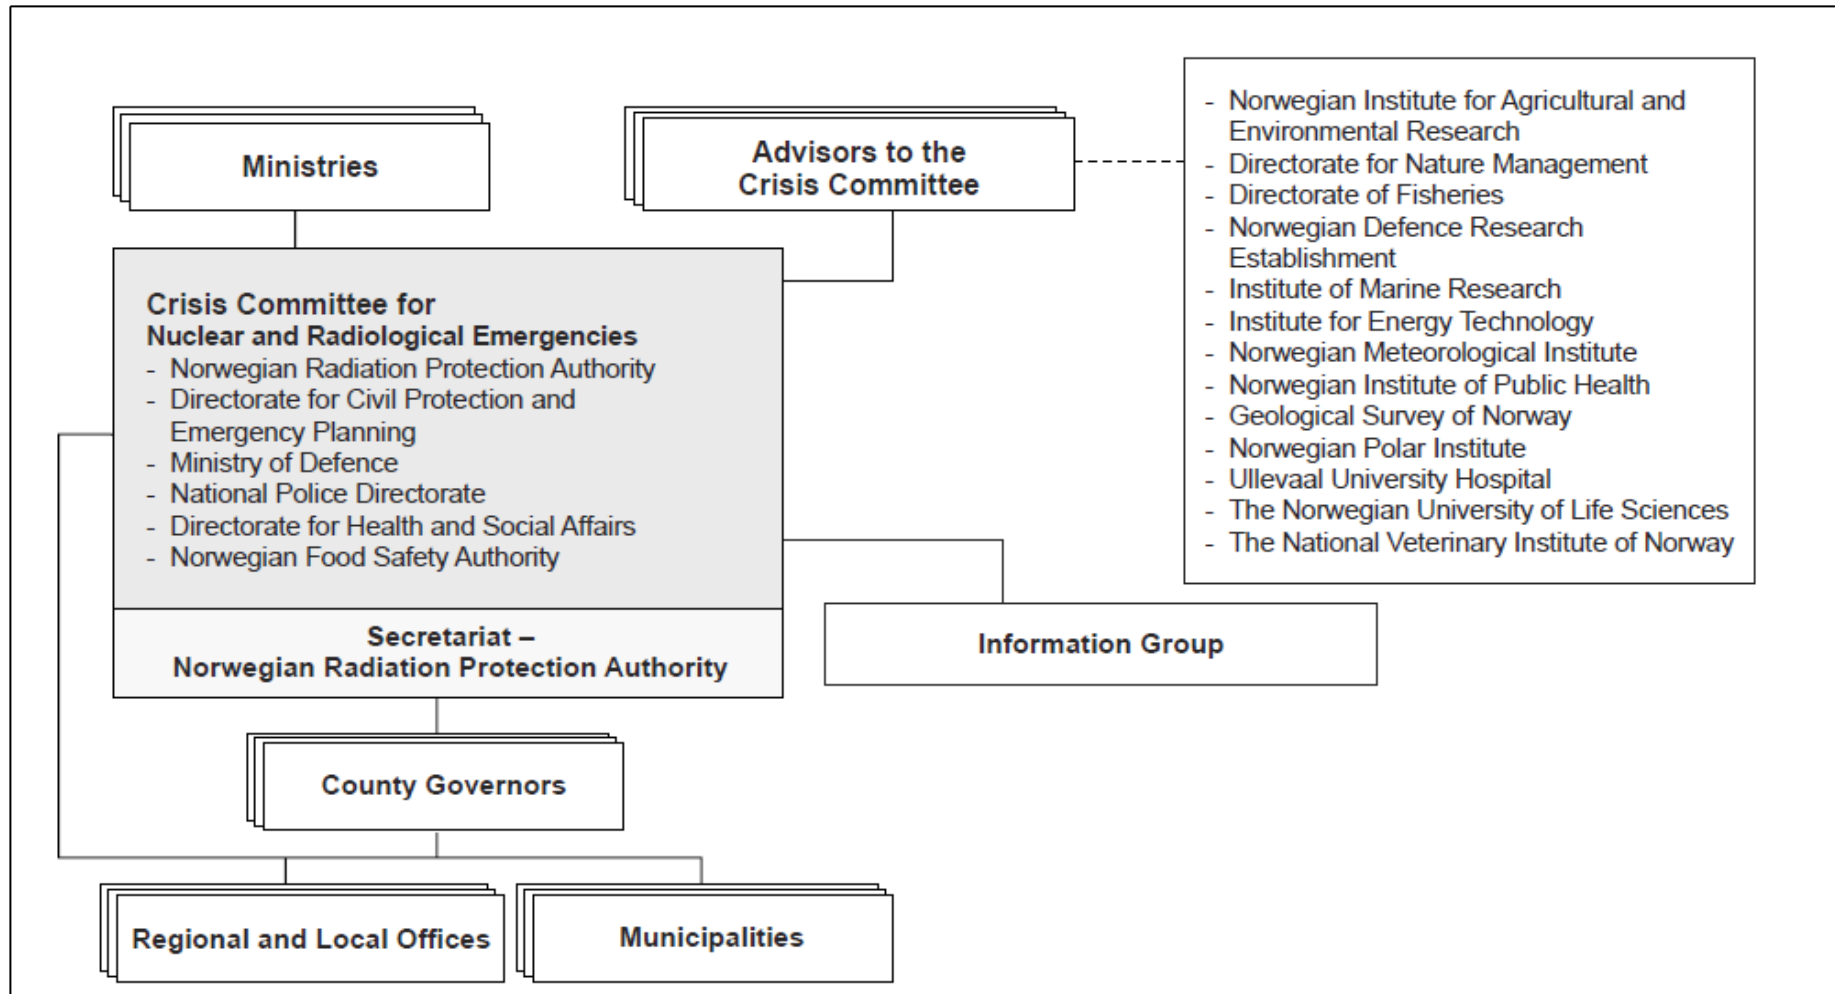 Ministries
Advisors to the
Crisis Committee
- Norwegian Institute for Agricultural and
Environmental Research
- Directorate for Nature Management
- Directorate of Fisheries
- Norwegian Defence Research
Establishment
- Institute of Marine Research
- Institute for Energy Technology
- Norwegian Meteorological Institute
- Norwegian Institute of Public Health
- Geological Survey of Norway
- Norwegian Polar Institute
- Ullevaal University Hospital
- The Norwegian University of Life Sciences
- The National Veterinary Institute of Norway
Crisis Committee for
Nuclear and Radiological Emergencies
- Norwegian Radiation Protection Authority
- Directorate for Civil Protection and
Emergency Planning
- Ministry of Defence
- National Police Directorate
- Directorate for Health and Social Affairs
- Norwegian Food Safety Authority
Secretariat –
Norwegian Radiation Protection Authority
Information Group
County Governors
Regional and Local Offices
Municipalities